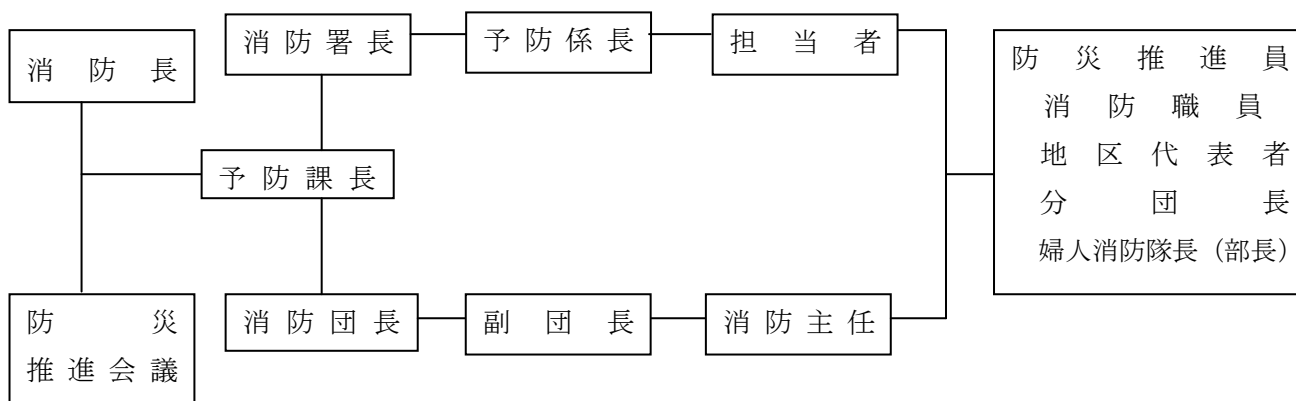 消防長
消防署長
予防係長
担当者
予防課長
防災
推進会議
消防団長
副団長
消防主任
防災推進員
消防職員
地区代表者
分団長
婦人消防隊長（部長）